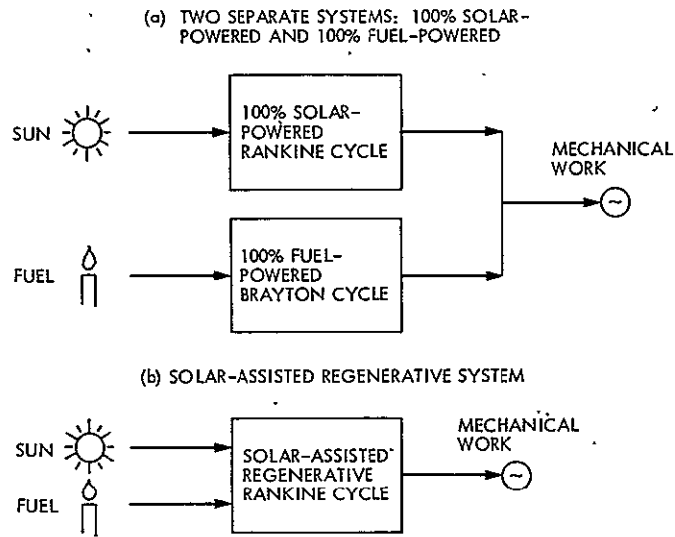 (a) TWO SEPARATE SYSTEMS: 100% SOLAR-
POWERED AND 100% FUEL-POWERED
SUN
100% SOLAR-
POWERED
RANKINE CYCLE
MECHANICAL
WORK
~
FUEL
100% FUEL-
POWERED
BRAYTON CYCLE
(b) SOLAR-ASSISTED REGENERATIVE SYSTEM
SUN
FUEL
SOLAR-ASSISTED
REGENERATIVE
RANKINE CYCLE
MECHANICAL
WORK
~